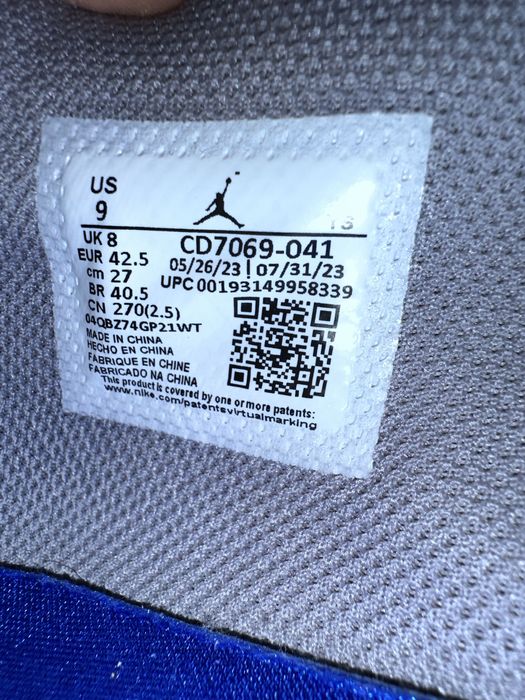 US
9
UK 8
EUR 42.5
cm 27
BR 40.5
CN 270(2.5)
04QBZ74GP21WT
CD7069-041
05/26/23 | 07/31/23
UPC 00193149958339
MADE IN CHINA
HECHO EN CHINA
FABRIQUE EN CHINE
FABRICADO NA CHINA
This product is covered by one or more patents:
www.nike.com/patentsvirtualmarking